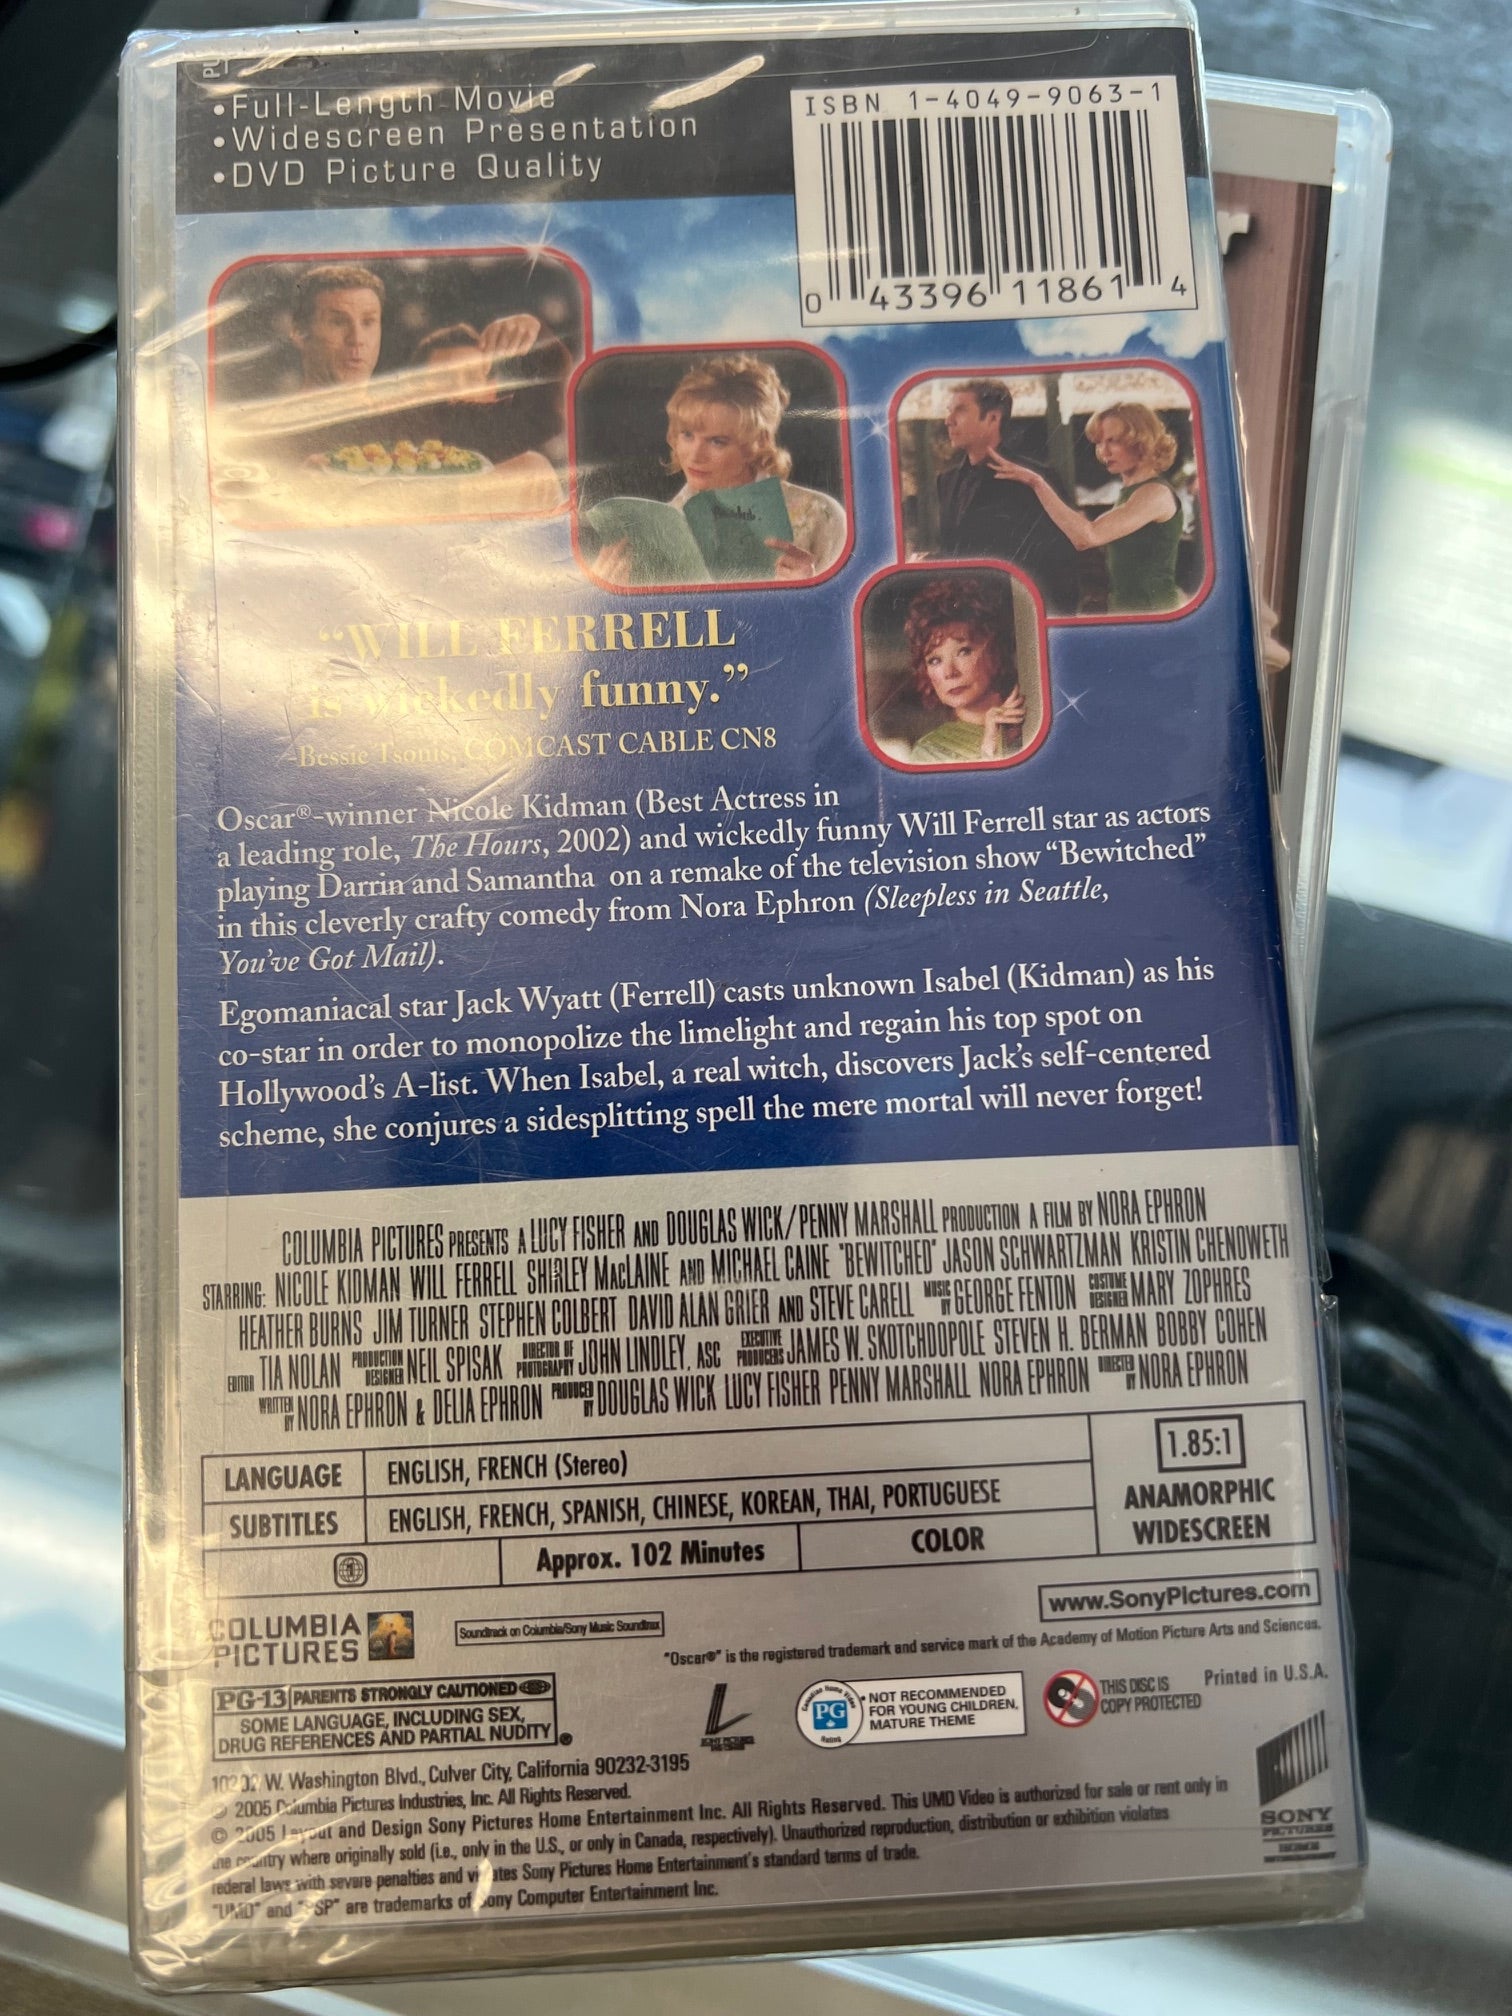 •Full-Length Movie
•Widescreen Presentation
•DVD Picture Quality
ISBN 1-4049-9063-1
0 43396 11861 4
"WILL FERRELL
is wickedly funny."
-Bessie Tsonis, COMCAST CABLE CN8
Oscar®-winner Nicole Kidman (Best Actress in
a leading role, The Hours, 2002) and wickedly funny Will Ferrell star as actors
playing Darrin and Samantha on a remake of the television show "Bewitched"
in this cleverly crafty comedy from Nora Ephron (Sleepless in Seattle,
You've Got Mail).
Egomaniacal star Jack Wyatt (Ferrell) casts unknown Isabel (Kidman) as his
co-star in order to monopolize the limelight and regain his top spot on
Hollywood's A-list. When Isabel, a real witch, discovers Jack's self-centered
scheme, she conjures a sidesplitting spell the mere mortal will never forget!
COLUMBIA PICTURES PRESENTS A LUCY FISHER AND DOUGLAS WICK/PENNY MARSHALL PRODUCTION A FILM BY NORA EPHRON
STARRING: NICOLE KIDMAN WILL FERRELL SHIRLEY MacLAINE AND MICHAEL CAINE "BEWITCHED" JASON SCHWARTZMAN KRISTIN CHENOWETH
HEATHER BURNS JIM TURNER STEPHEN COLBERT DAVID ALAN GRIER AND STEVE CARELL MUSIC BY GEORGE FENTON COSTUME DESIGNER MARY ZOPHRES
EDITOR TIA NOLAN PRODUCTION DESIGNER NEIL SPISAK DIRECTOR OF PHOTOGRAPHY JOHN LINDLEY, ASC EXECUTIVE PRODUCERS JAMES W. SKOTCHDOPOLE STEVEN H. BERMAN BOBBY COHEN
WRITTEN BY NORA EPHRON & DELIA EPHRON PRODUCED BY DOUGLAS WICK LUCY FISHER PENNY MARSHALL NORA EPHRON DIRECTED BY NORA EPHRON
LANGUAGE ENGLISH, FRENCH (Stereo)
SUBTITLES ENGLISH, FRENCH, SPANISH, CHINESE, KOREAN, THAI, PORTUGUESE
1 Approx. 102 Minutes COLOR
1.85:1
ANAMORPHIC
WIDESCREEN
COLUMBIA
PICTURES
Soundtrack on Columbia/Sony Music Soundtrax
www.SonyPictures.com
"Oscar®" is the registered trademark and service mark of the Academy of Motion Picture Arts and Sciences.
PG-13 PARENTS STRONGLY CAUTIONED
SOME LANGUAGE, INCLUDING SEX,
DRUG REFERENCES AND PARTIAL NUDITY ®
Canadian Home Video
PG
Rating
NOT RECOMMENDED
FOR YOUNG CHILDREN,
MATURE THEME
THIS DISC IS
COPY PROTECTED
Printed in U.S.A.
10202 W. Washington Blvd., Culver City, California 90232-3195
2005 Columbia Pictures Industries, Inc. All Rights Reserved.
© 2005 Layout and Design Sony Pictures Home Entertainment Inc. All Rights Reserved. This UMD Video is authorized for sale or rent only in
the country where originally sold (i.e., only in the U.S., or only in Canada, respectively). Unauthorized reproduction, distribution or exhibition violates
federal laws with severe penalties and violates Sony Pictures Home Entertainment's standard terms of trade.
"UMD" and "PSP" are trademarks of Sony Computer Entertainment Inc.
SONY
PICTURES
HOME